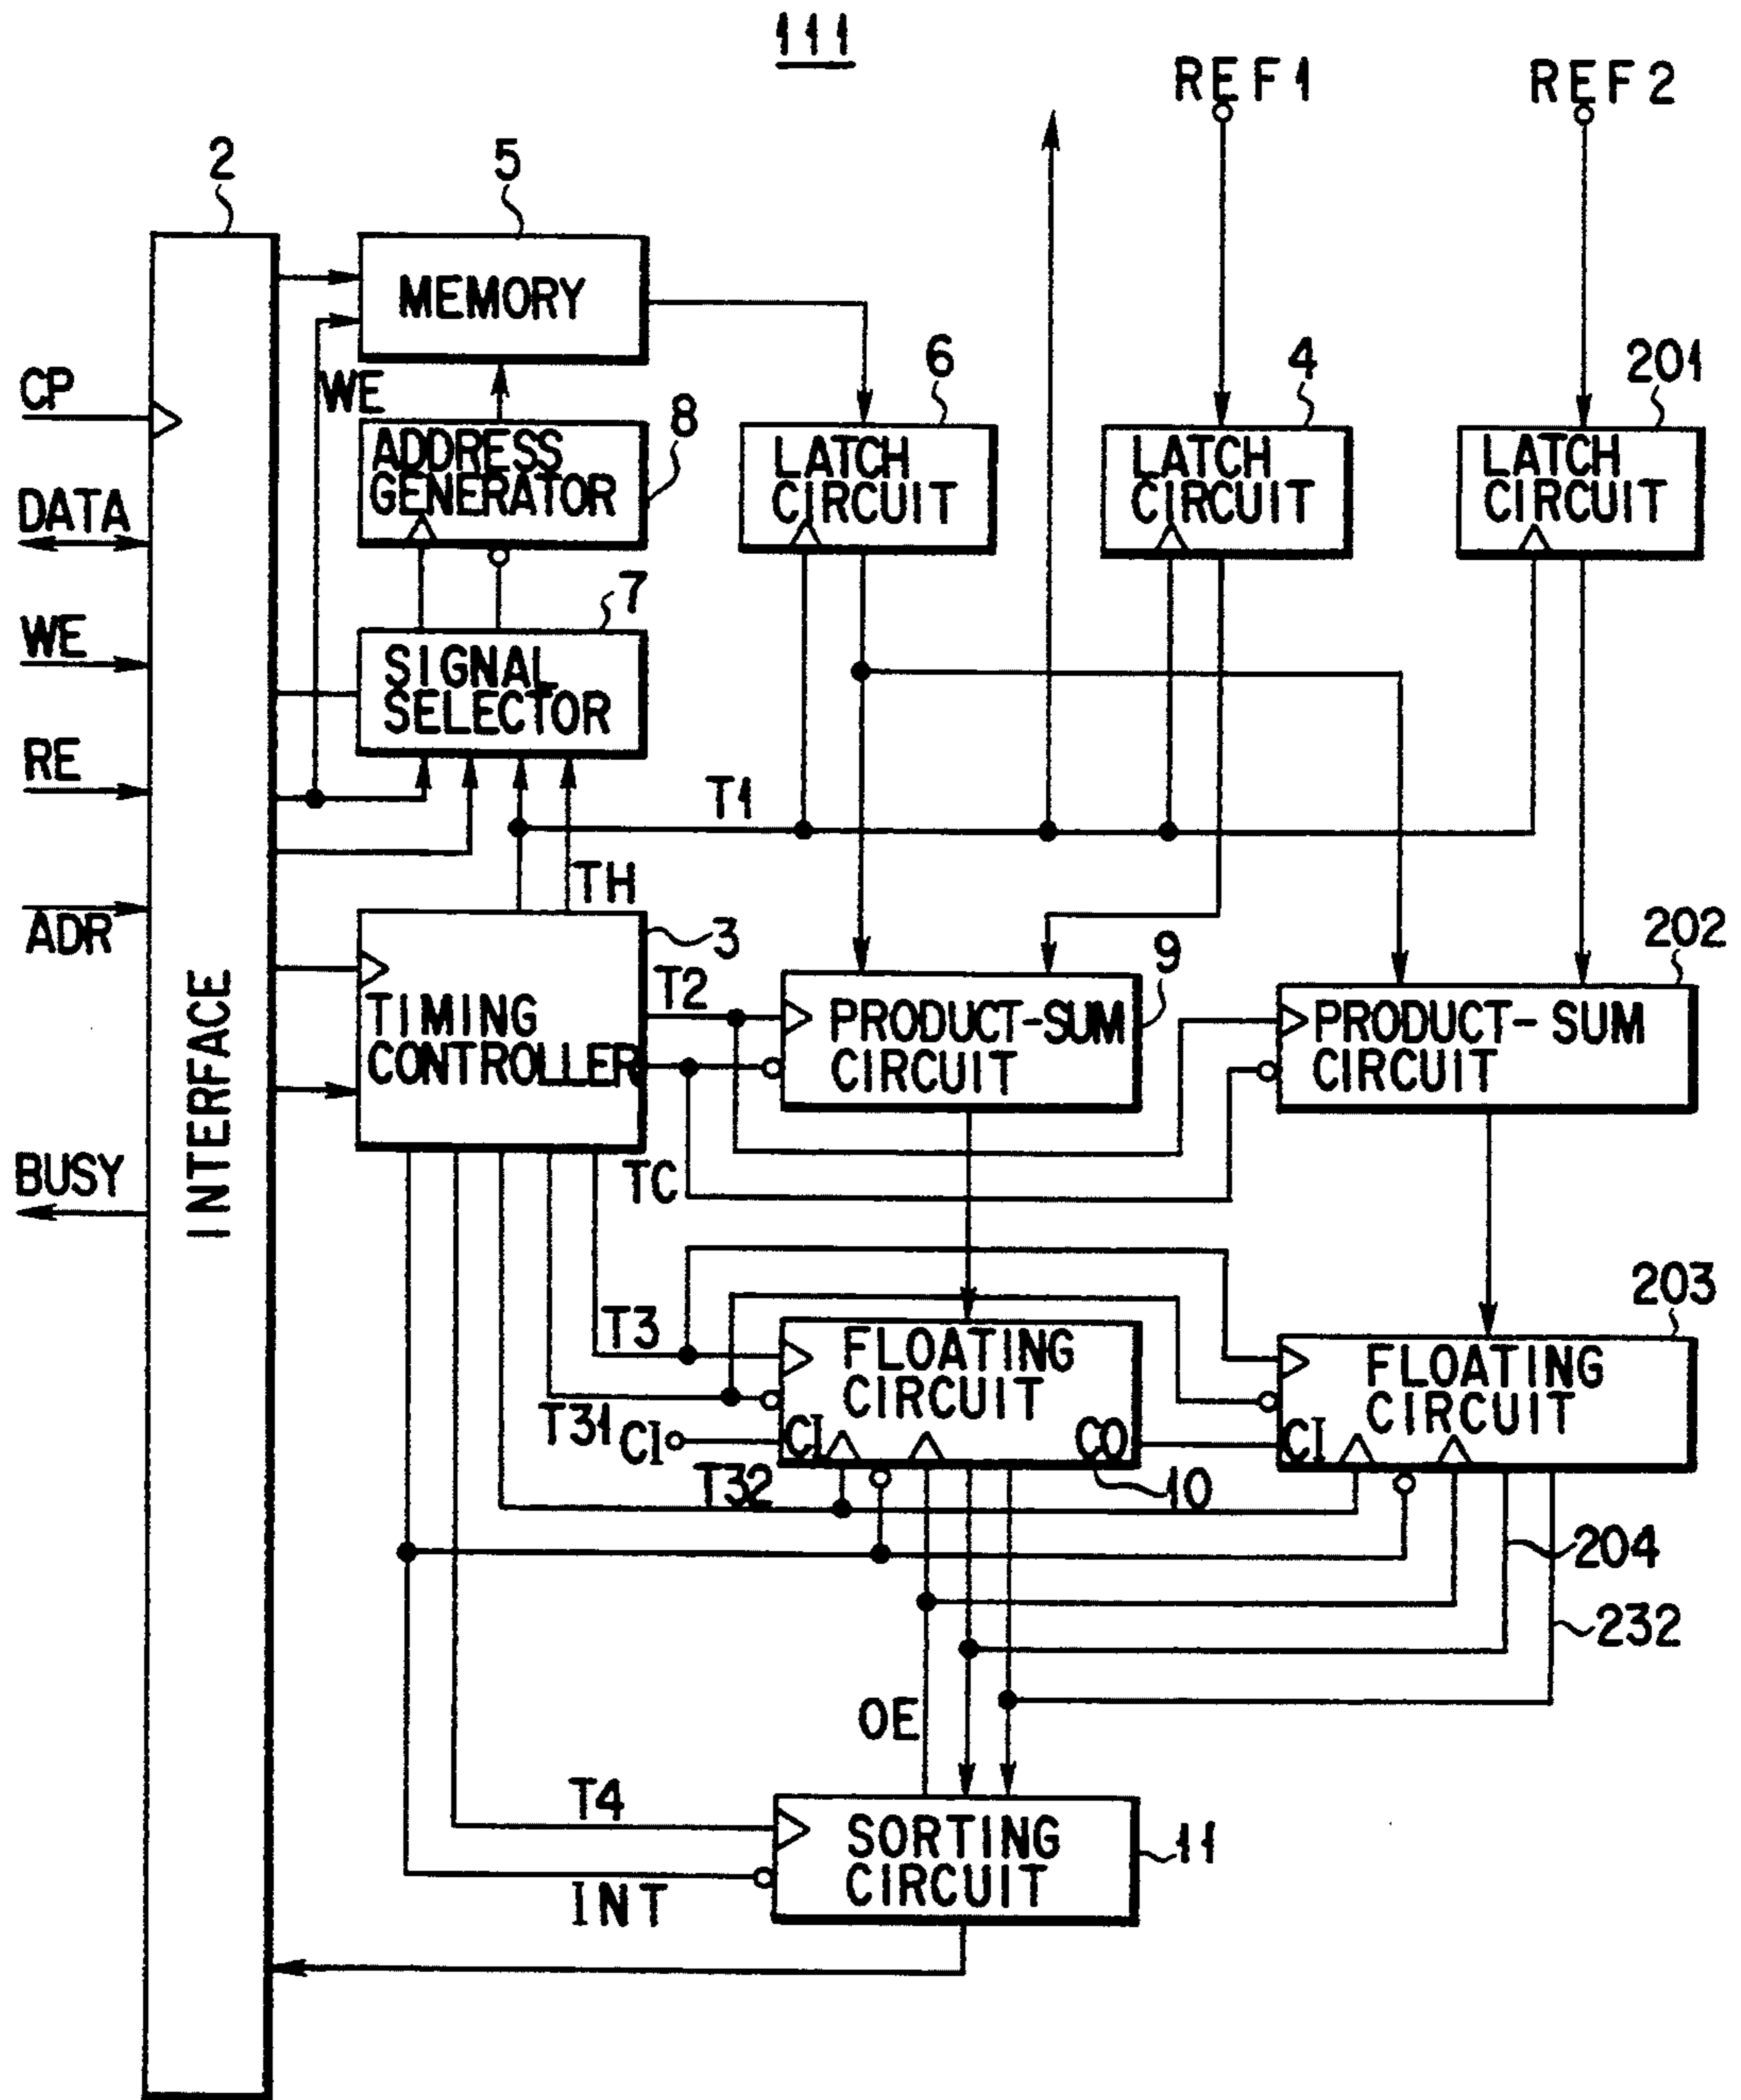 111
REF1
REF2
2
5
MEMORY
6
4
201
CP
WE
8
ADDRESS
GENERATOR
LATCH
CIRCUIT
LATCH
CIRCUIT
LATCH
CIRCUIT
DATA
7
WE
SIGNAL
SELECTOR
RE
T1
TH
ADR
3
9
202
T2
INTERFACE
TIMING
CONTROLLER
PRODUCT-SUM
CIRCUIT
PRODUCT-SUM
CIRCUIT
BUSY
TC
203
T3
FLOATING
CIRCUIT
FLOATING
CIRCUIT
T31
CI
CI
CO
CI
T32
10
204
232
OE
T4
SORTING
CIRCUIT
11
INT